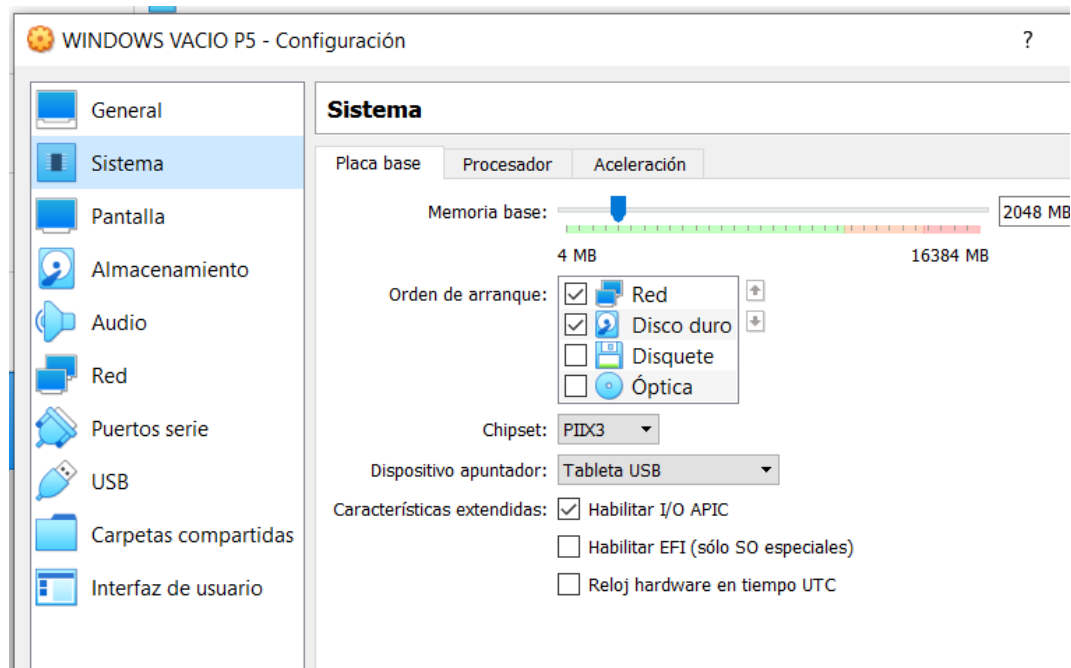 WINDOWS VACIO P5 - Configuración ?
General
Sistema
Pantalla
Almacenamiento
Audio
Red
Puertos serie
USB
Carpetas compartidas
Interfaz de usuario
Sistema
Placa base Procesador Aceleración
Memoria base: 2048 MB
4 MB 16384 MB
Orden de arranque: Red
Disco duro
Disquete
Óptica
Chipset: PIIX3
Dispositivo apuntador: Tableta USB
Características extendidas: Habilitar I/O APIC
Habilitar EFI (sólo SO especiales)
Reloj hardware en tiempo UTC